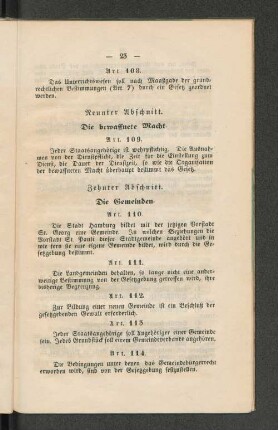 — 23 —
Art. 108.
Das Unterrichtswesen soll nach Maaßgabe der grund-
rechtlichen Bestimmungen (Art. 7) durch ein Gesetz geordnet
werden.
Neunter Abschnitt.
Die bewaffnete Macht
Art. 109.
Jeder Staatsangehörige ist wehrpflichtig. Die Ausnah-
men von der Dienstpflicht, die Zeit für die Einstellung zum
Dienst, die Dauer der Dienstzeit, so wie die Organisation
der bewaffneten Macht überhaupt bestimmt das Gesetz.
Zehnter Abschnitt.
Die Gemeinden
Art. 110
Die Stadt Hamburg bildet mit der jetzigen Vorstadt
St. Georg eine Gemeinde. In welchen Beziehungen die
Vorstadt St. Pauli dieser Stadtgemeinde angehört und in
wie fern sie eine eigene Gemeinde bildet, wird durch die Ge-
setzgebung bestimmt.
Art. 111.
Die Landgemeinden behalten, so lange nicht eine ander-
weitige Bestimmung von der Gesetzgebung getroffen wird, ihre
bisherige Begrenzung.
Art. 112.
Zur Bildung einer neuen Gemeinde ist ein Beschluß der
gesetzgebenden Gewalt erforderlich.
Art. 113
Jeder Staatsangehörige soll Angehöriger einer Gemeinde
sein. Jedes Grundstück soll einem Gemeindeverbande angehören.
Art. 114
Die Bedingungen unter denen das Gemeindebürgerrecht
erworben wird, sind von der Gesetzgebung festzustellen.